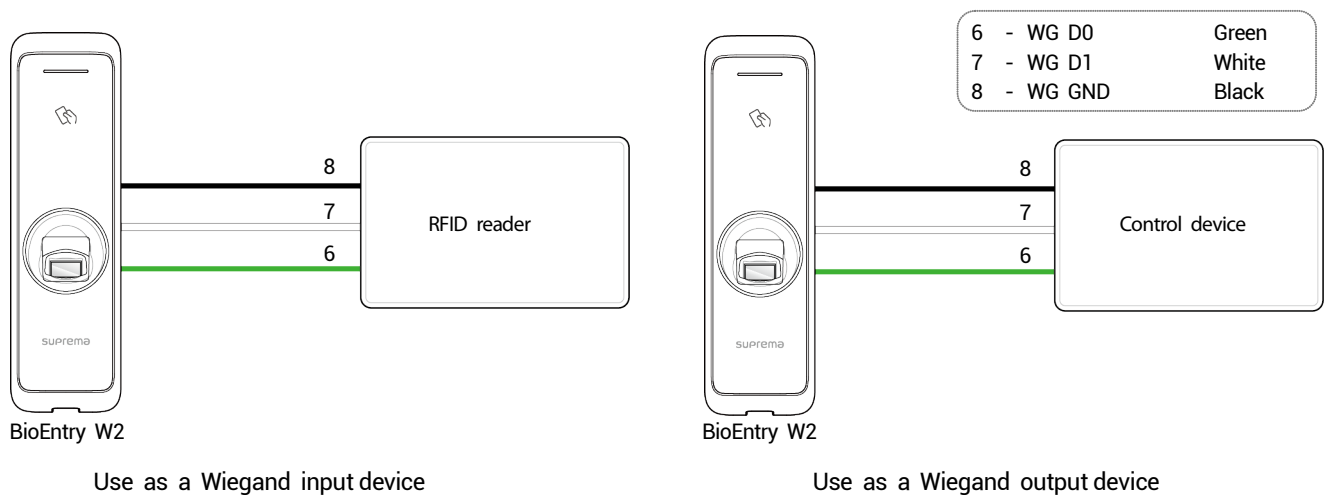 6 - WG D0 Green
7 - WG D1 White
8 - WG GND Black
8
7
6
RFID reader
suprema
BioEntry W2
Use as a Wiegand input device
8
7
6
Control device
suprema
BioEntry W2
Use as a Wiegand output device